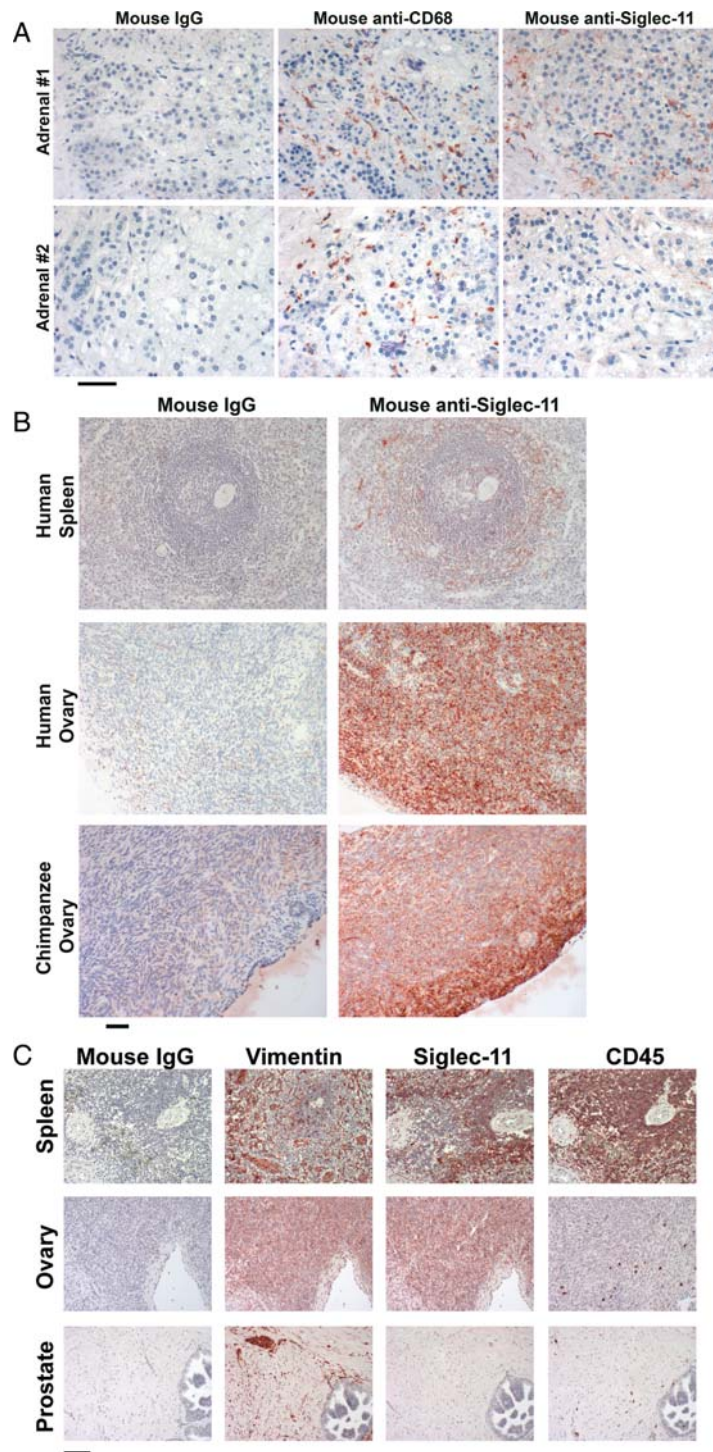 A
Mouse IgG
Mouse anti-CD68
Mouse anti-Siglec-11
Adrenal #1
Adrenal #2
B
Mouse IgG
Mouse anti-Siglec-11
Human
Spleen
Human
Ovary
Chimpanzee
Ovary
C
Mouse IgG
Vimentin
Siglec-11
CD45
Spleen
Ovary
Prostate